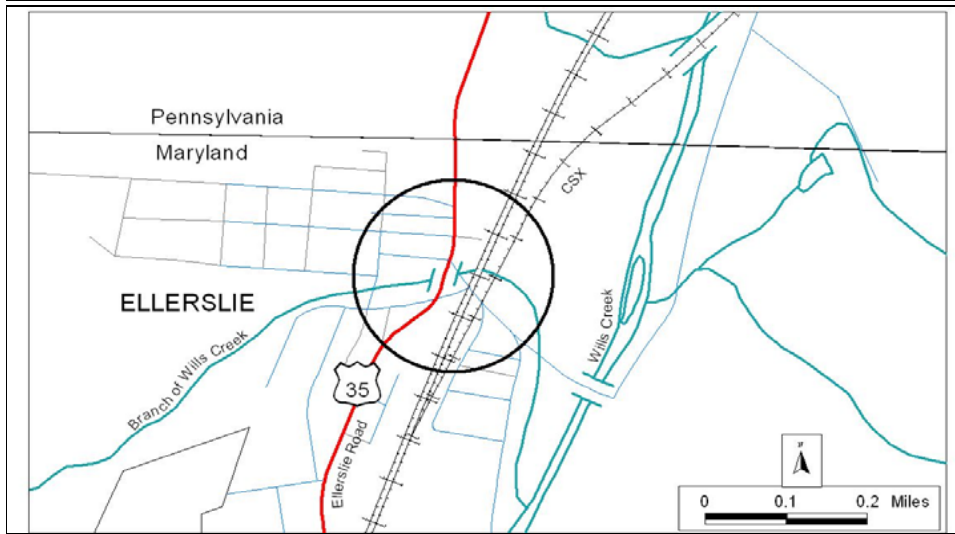 Pennsylvania
Maryland
CSX
ELLERSLIE
Wills Creek
Branch of Wills Creek
35
Ellerslie Road
N
0 0.1 0.2 Miles